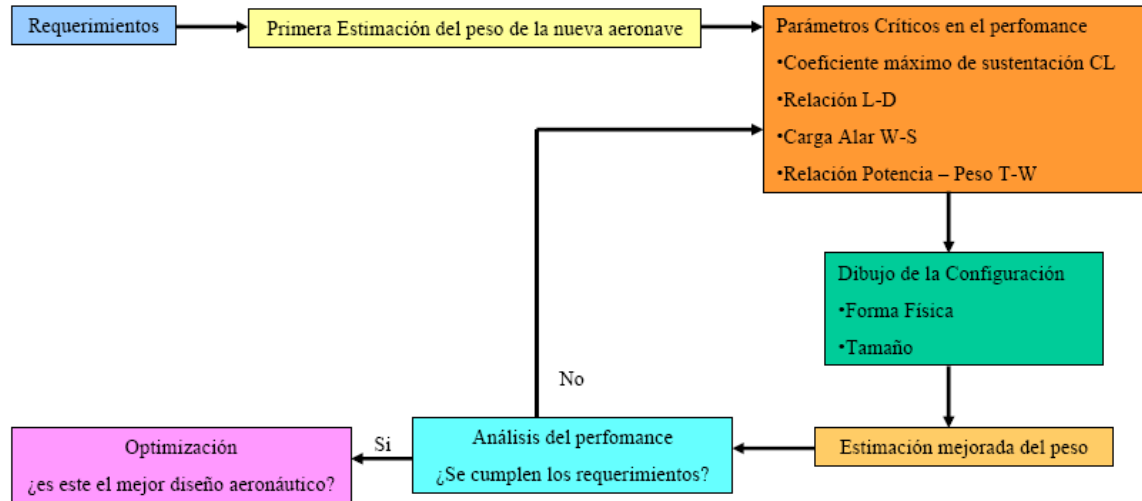 Requerimientos
Primera Estimación del peso de la nueva aeronave
Parámetros Críticos en el perfomance
•Coeficiente máximo de sustentación CL
•Relación L-D
•Carga Alar W-S
•Relación Potencia – Peso T-W
Dibujo de la Configuración
•Forma Física
•Tamaño
Estimación mejorada del peso
Análisis del perfomance
¿Se cumplen los requerimientos?
No
Si
Optimización
¿es este el mejor diseño aeronáutico?